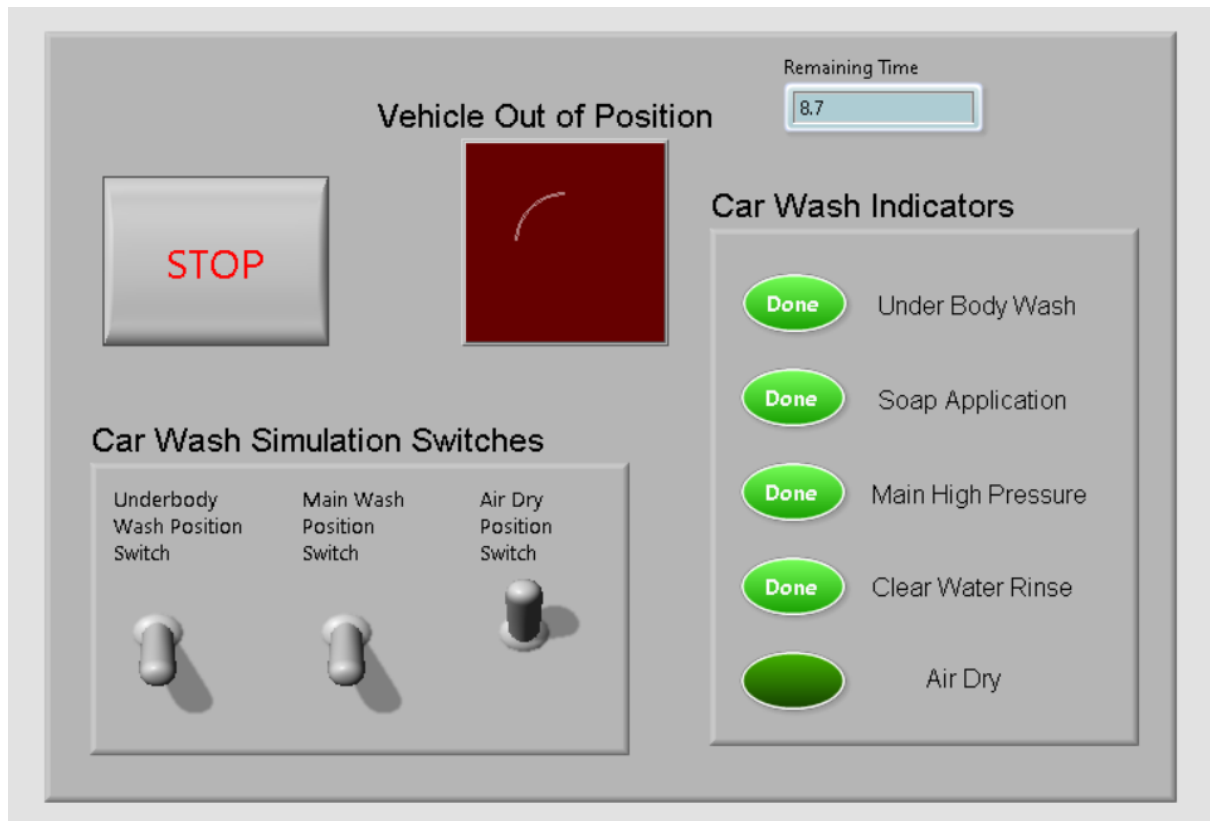 Remaining Time
8.7
Vehicle Out of Position
STOP
Car Wash Indicators
Done Under Body Wash
Done Soap Application
Done Main High Pressure
Done Clear Water Rinse
Air Dry
Car Wash Simulation Switches
Underbody
Wash Position
Switch
Main Wash
Position
Switch
Air Dry
Position
Switch